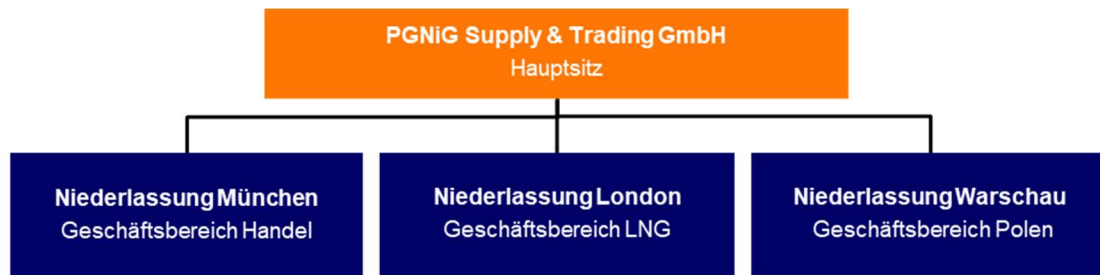 PGNiG Supply & Trading GmbH
Hauptsitz
Niederlassung München
Geschäftsbereich Handel
Niederlassung London
Geschäftsbereich LNG
Niederlassung Warschau
Geschäftsbereich Polen